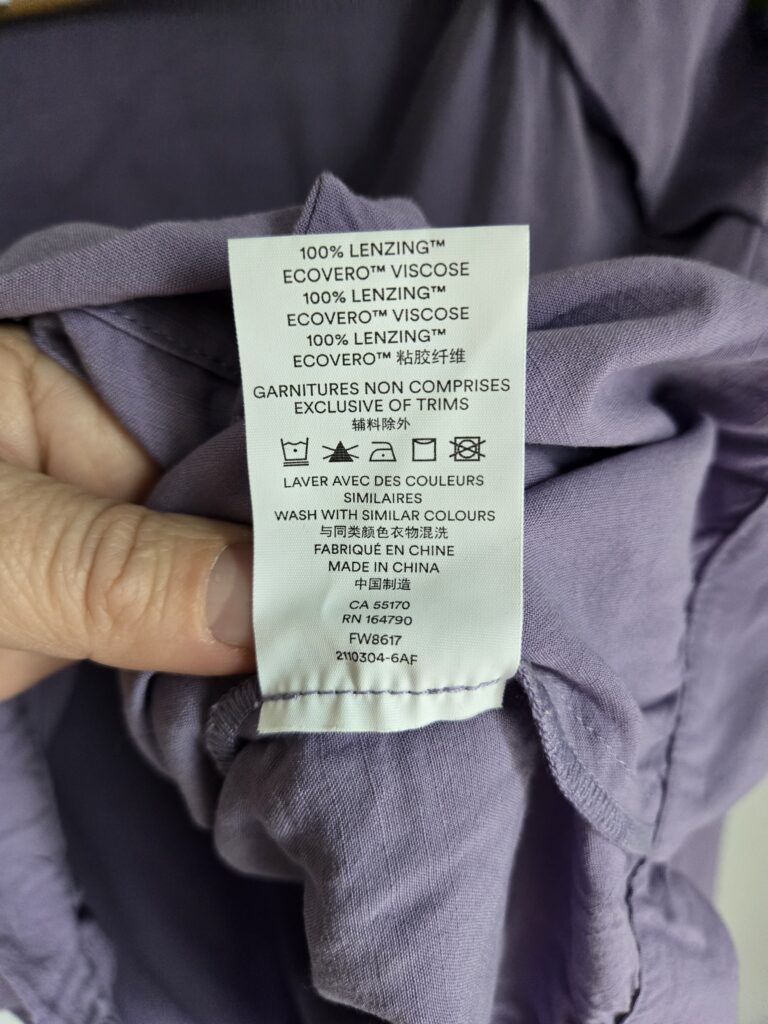 100% LENZING™
ECOVERO™ VISCOSE
100% LENZING™
ECOVERO™ VISCOSE
100% LENZING™
ECOVERO™ 粘胶纤维
GARNITURES NON COMPRISES
EXCLUSIVE OF TRIMS
辅料除外
LAVER AVEC DES COULEURS
SIMILAIRES
WASH WITH SIMILAR COLOURS
与同类颜色衣物混洗
FABRIQUÉ EN CHINE
MADE IN CHINA
中国制造
CA 55170
RN 164790
FW8617
2110304-6AF